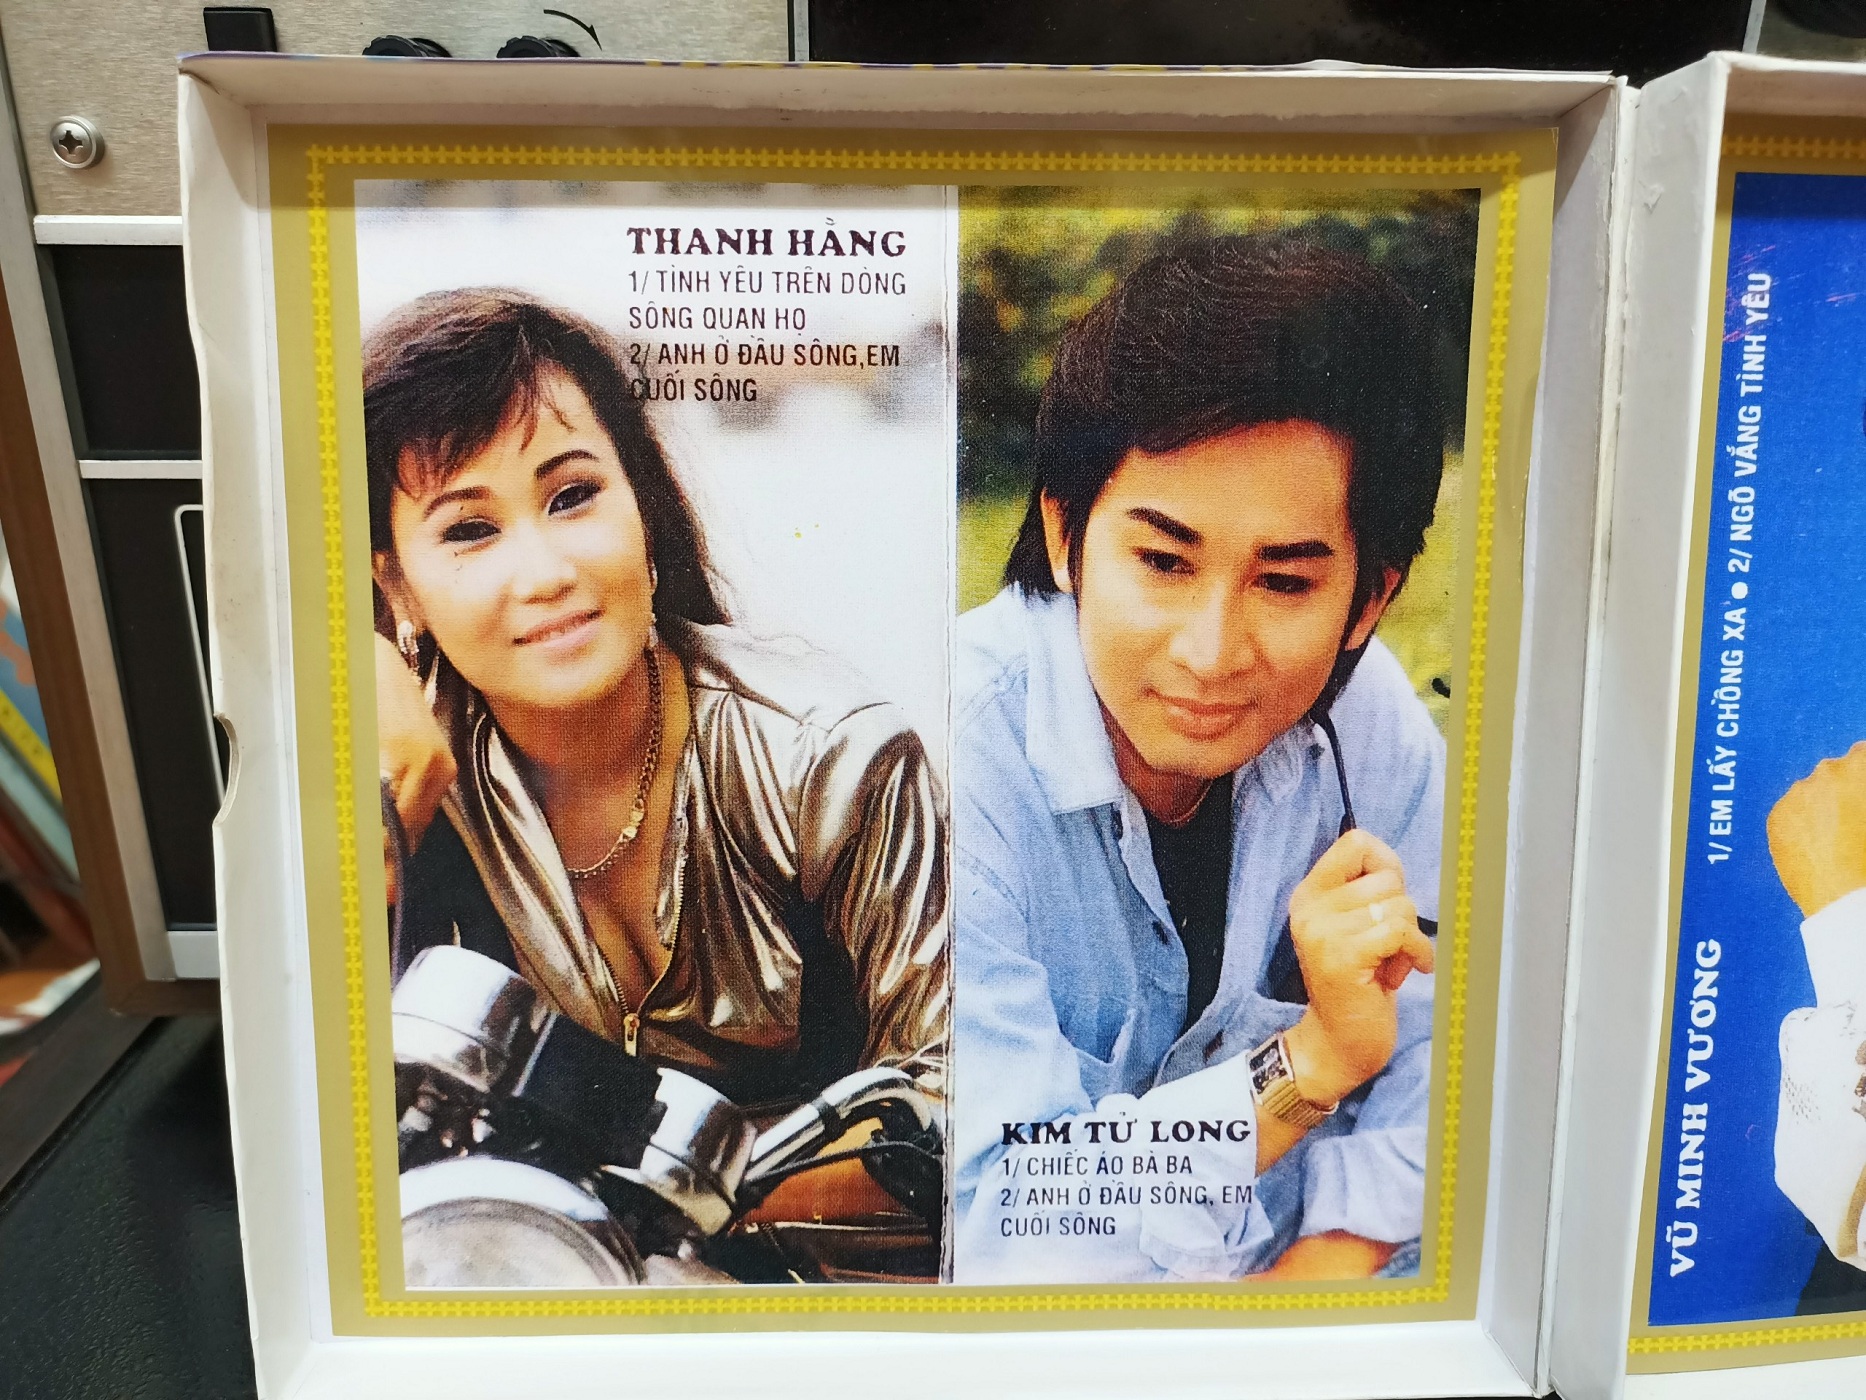 THANH HẰNG
1/ TÌNH YÊU TRÊN DÒNG
SÔNG QUAN HỌ
2/ ANH Ở ĐẦU SÔNG,EM
CUỐI SÔNG
KIM TỬ LONG
1/ CHIẾC ÁO BÀ BA
2/ ANH Ở ĐẦU SÔNG, EM
CUỐI SÔNG
VŨ MINH VƯƠNG
1/ EM LẤY CHỒNG XA ● 2/ NGÕ VẮNG TÌNH YÊU